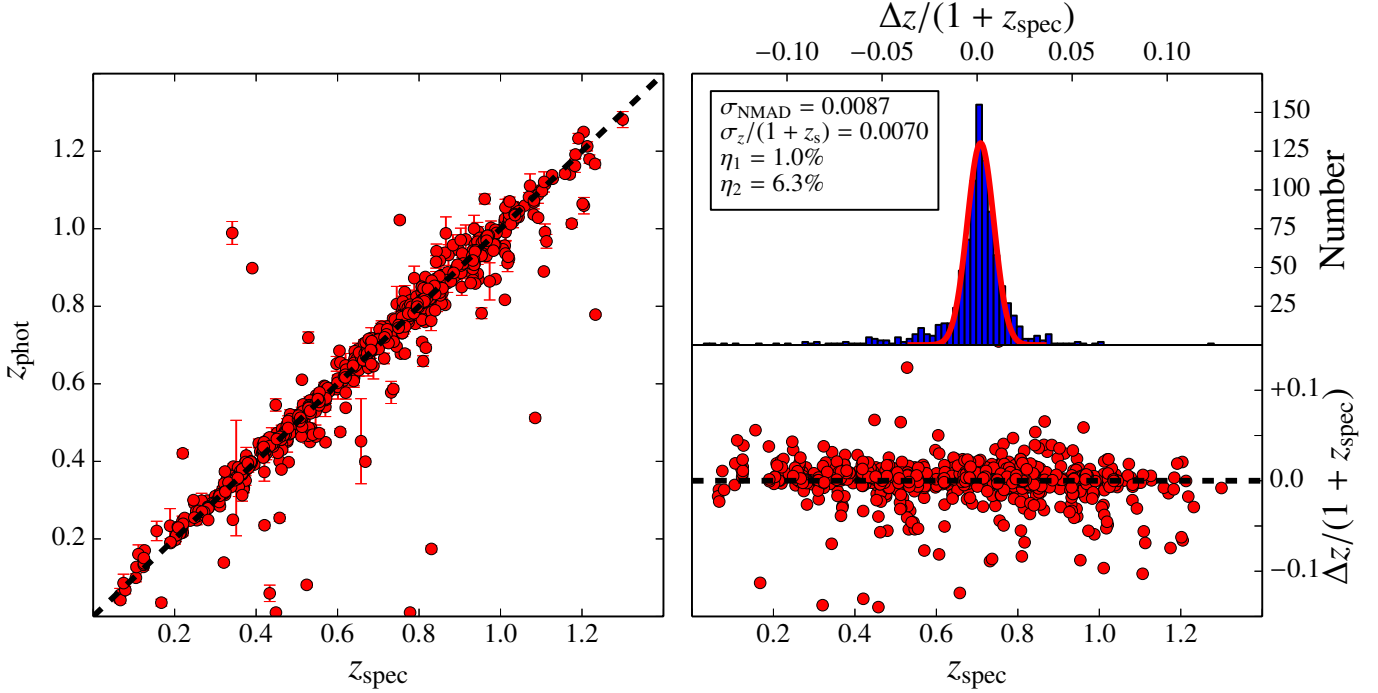 Δz/(1 + z_spec)
−0.10 −0.05 0.0 0.05 0.10
σ_NMAD = 0.0087
σ_z/(1 + z_s) = 0.0070
η_1 = 1.0%
η_2 = 6.3%
150
125
100
75
50
25
Number
1.2
1.0
0.8
0.6
0.4
0.2
z_phot
0.2 0.4 0.6 0.8 1.0 1.2
z_spec
+0.1
0.0
−0.1
Δz/(1 + z_spec)
0.2 0.4 0.6 0.8 1.0 1.2
z_spec